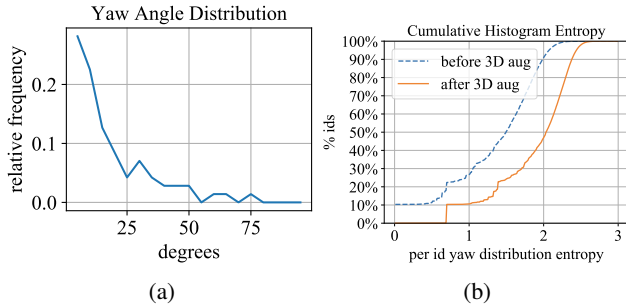 Yaw Angle Distribution
relative frequency
0.2
0.1
0.0
25
50
75
degrees
(a)
Cumulative Histogram Entropy
% ids
100%
90%
80%
70%
60%
50%
40%
30%
20%
10%
0%
before 3D aug
after 3D aug
0
1
2
3
per id yaw distribution entropy
(b)